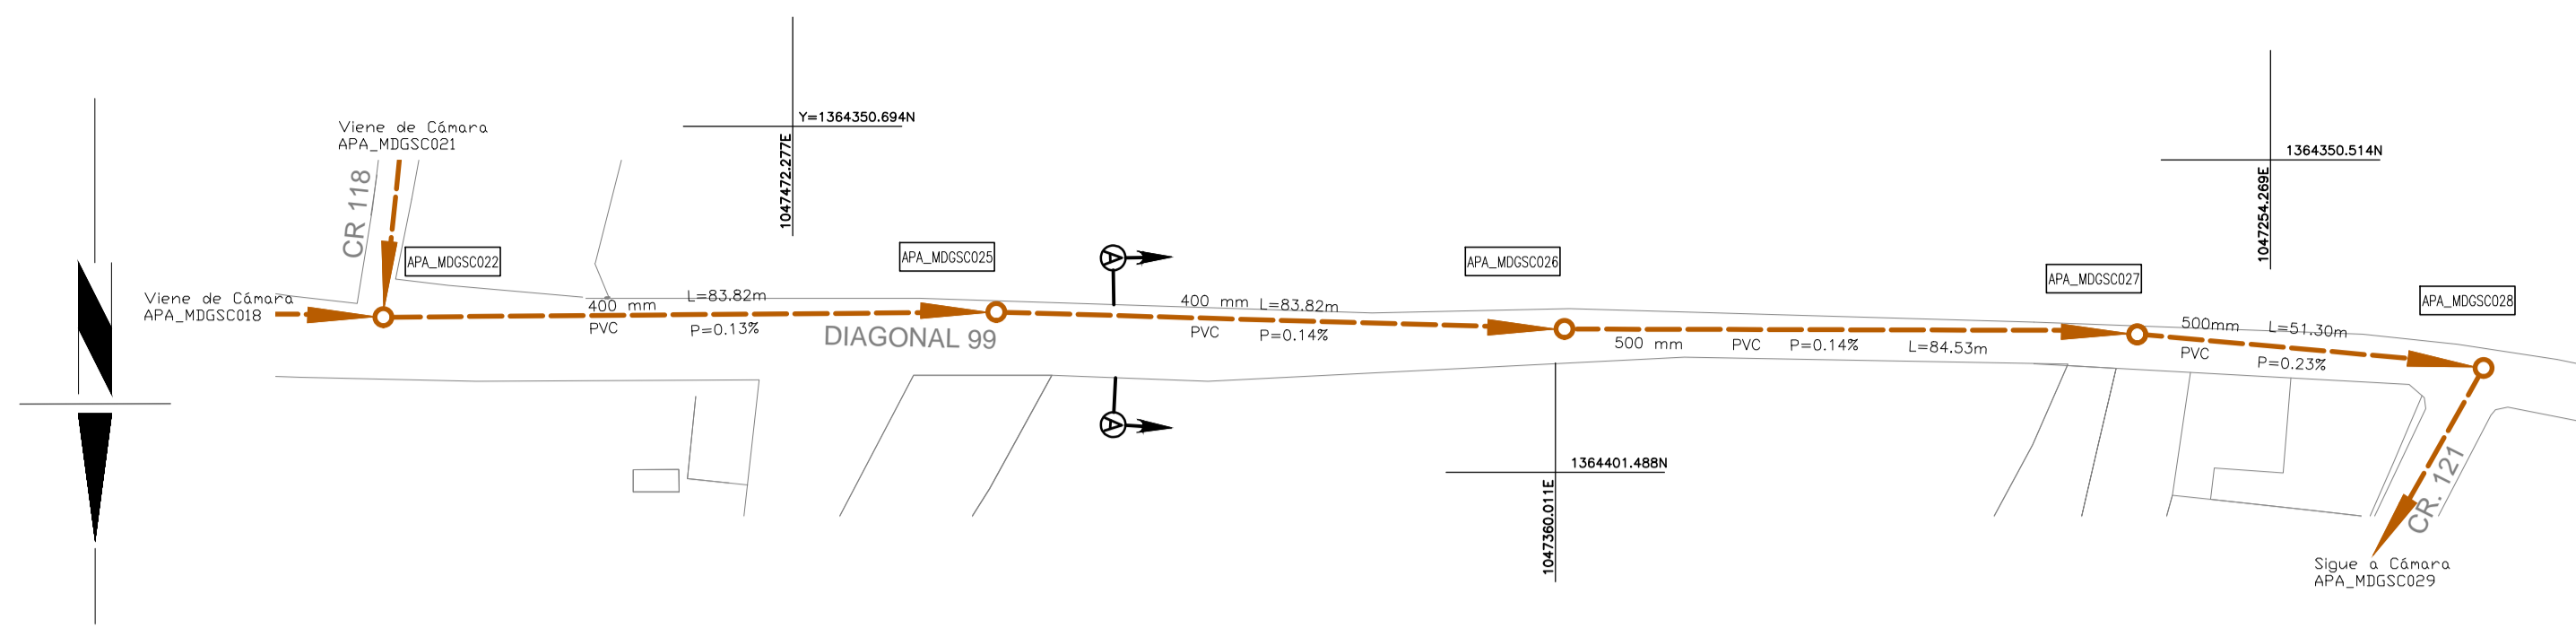 Y=1364350.694N
1047472.277E
1364350.514N
1047254.269E
Viene de Cámara
APA_MDGSC021
CR 118
APA_MDGSC022
APA_MDGSC025
A
APA_MDGSC026
APA_MDGSC027
APA_MDGSC028
Viene de Cámara
APA_MDGSC018
400 mm L=83.82m
PVC P=0.13%
DIAGONAL 99
400 mm L=83.82m
PVC P=0.14%
500 mm PVC P=0.14% L=84.53m
500mm L=51.30m
PVC P=0.23%
A
1364401.488N
1047360.011E
CR. 121
Sigue a Cámara
APA_MDGSC029
N